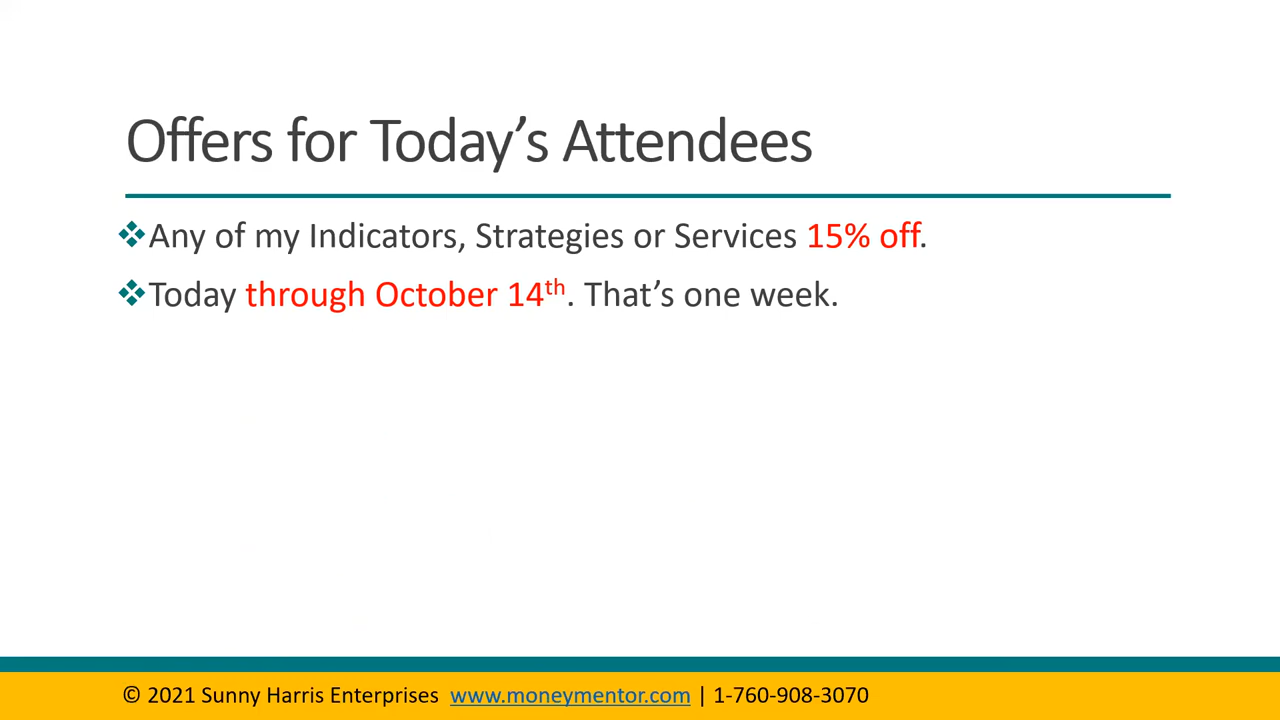 Offers for Today’s Attendees
❖Any of my Indicators, Strategies or Services 15% off.
❖Today through October 14th. That’s one week.
© 2021 Sunny Harris Enterprises www.moneymentor.com | 1-760-908-3070